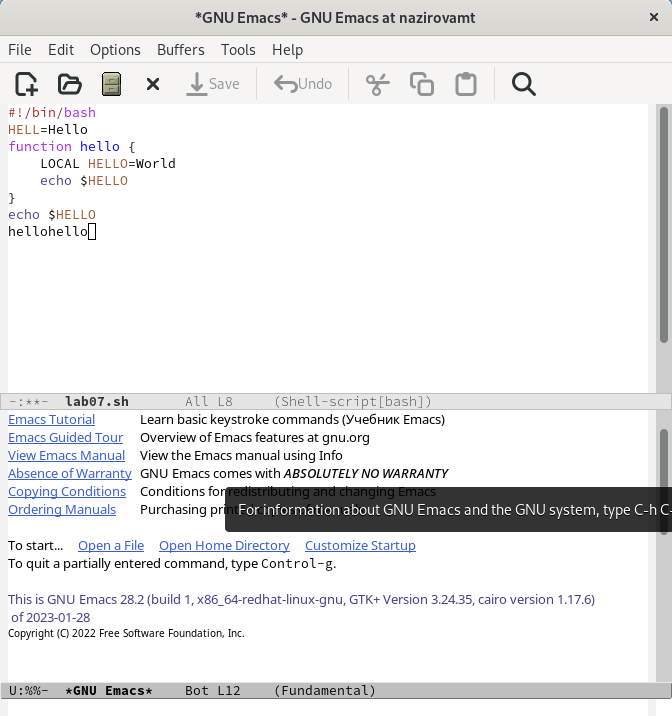 *GNU Emacs* - GNU Emacs at nazirovamt
File Edit Options Buffers Tools Help
Save Undo
#!/bin/bash
HELL=Hello
function hello {
    LOCAL HELLO=World
    echo $HELLO
}
echo $HELLO
hellohello
-:**- lab07.sh All L8 (Shell-script[bash])
Emacs Tutorial Learn basic keystroke commands (Учебник Emacs)
Emacs Guided Tour Overview of Emacs features at gnu.org
View Emacs Manual View the Emacs manual using Info
Absence of Warranty GNU Emacs comes with ABSOLUTELY NO WARRANTY
Copying Conditions Conditions for redistributing and changing Emacs
Ordering Manuals Purchasing
For information about GNU Emacs and the GNU system, type C-h C-
To start... Open a File Open Home Directory Customize Startup
To quit a partially entered command, type Control-g.
This is GNU Emacs 28.2 (build 1, x86_64-redhat-linux-gnu, GTK+ Version 3.24.35, cairo version 1.17.6)
of 2023-01-28
Copyright (C) 2022 Free Software Foundation, Inc.
U:%%- *GNU Emacs* Bot L12 (Fundamental)